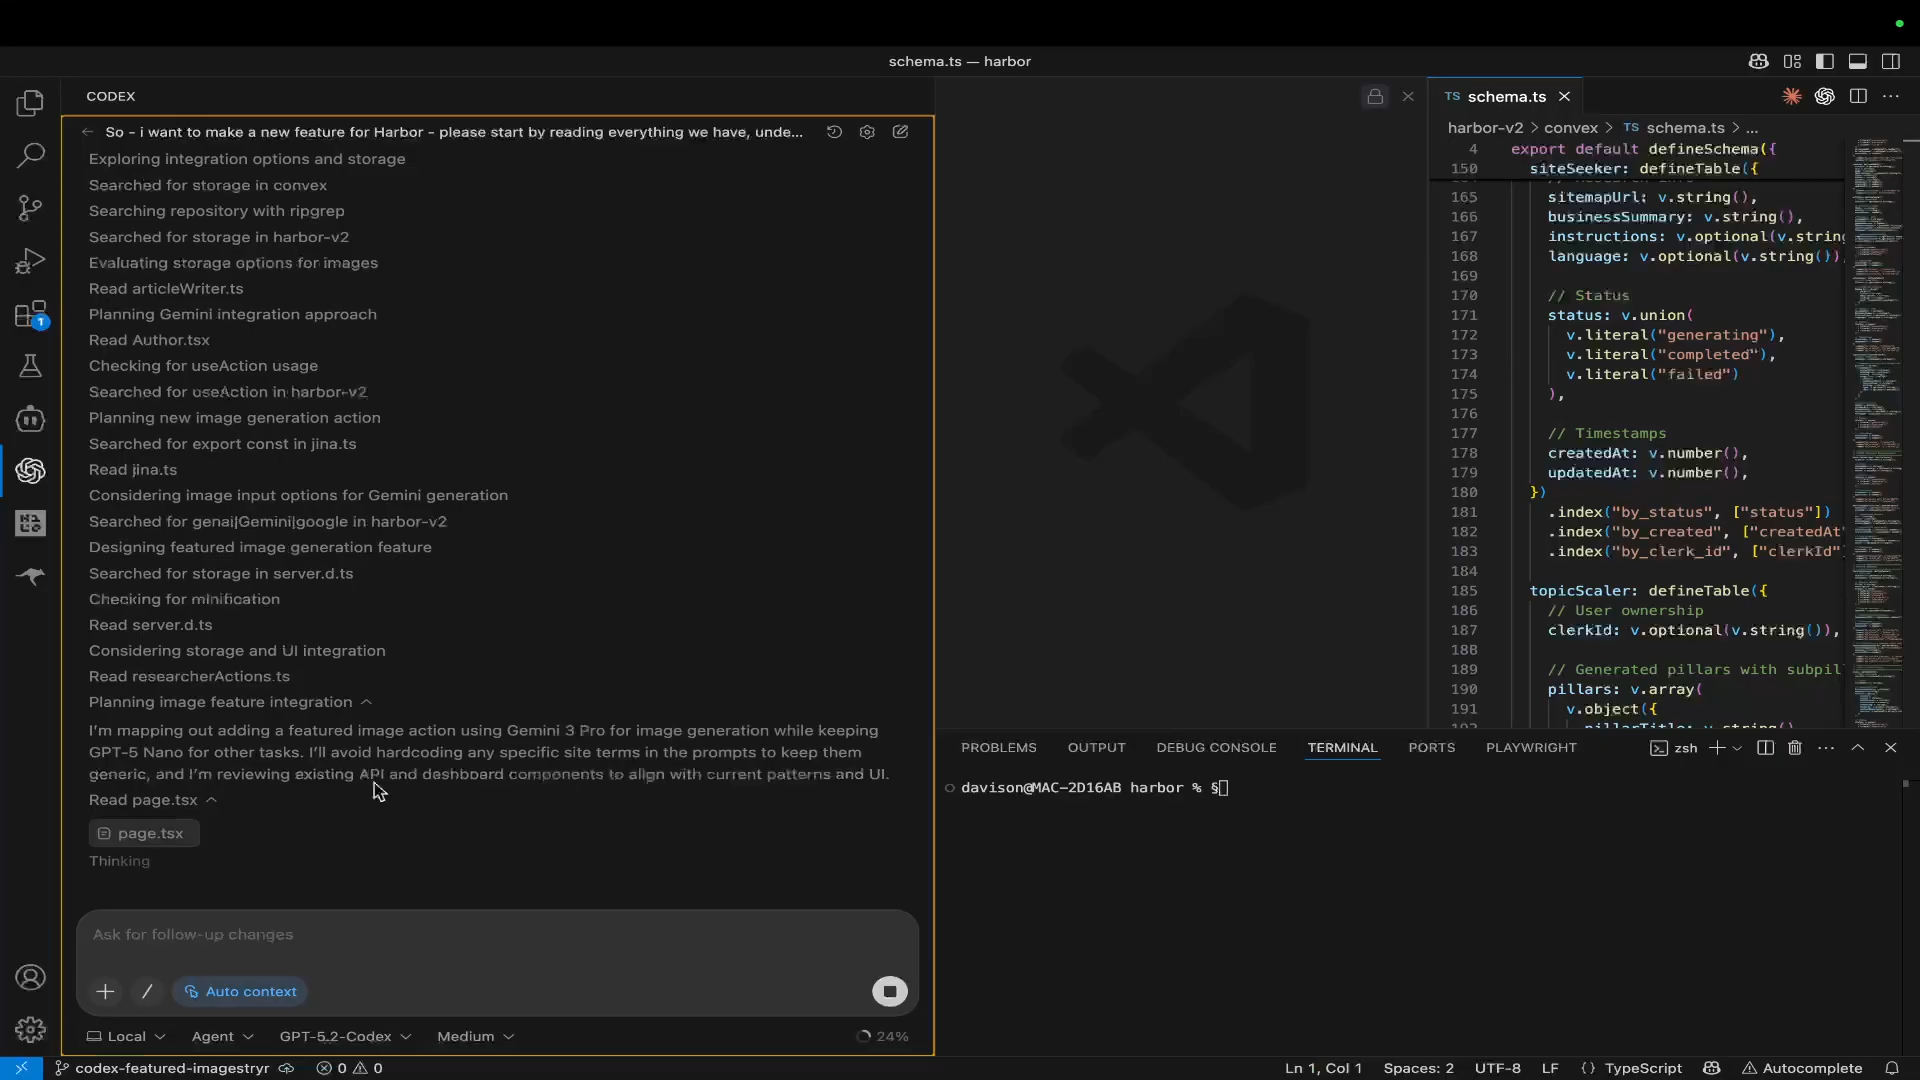 schema.ts — harbor
CODEX
So - i want to make a new feature for Harbor - please start by reading everything we have, unde...
Exploring integration options and storage
Searched for storage in convex
Searching repository with ripgrep
Searched for storage in harbor-v2
Evaluating storage options for images
Read articleWriter.ts
Planning Gemini integration approach
Read Author.tsx
Checking for useAction usage
Searched for useAction in harbor-v2
Planning new image generation action
Searched for export const in jina.ts
Read jina.ts
Considering image input options for Gemini generation
Searched for genai|Gemini|google in harbor-v2
Designing featured image generation feature
Searched for storage in server.d.ts
Checking for minification
Read server.d.ts
Considering storage and UI integration
Read researcherActions.ts
Planning image feature integration
I'm mapping out adding a featured image action using Gemini 3 Pro for image generation while keeping
GPT-5 Nano for other tasks. I'll avoid hardcoding any specific site terms in the prompts to keep them
generic, and I'm reviewing existing API and dashboard components to align with current patterns and UI.
Read page.tsx
page.tsx
Thinking
Ask for follow-up changes
Auto context
Local Agent GPT-5.2-Codex Medium 24%
TS schema.ts
harbor-v2 > convex > TS schema.ts > ...
4 export default defineSchema({
150 siteSeeker: defineTable({
165 sitemapUrl: v.string(),
166 businessSummary: v.string(),
167 instructions: v.optional(v.string
168 language: v.optional(v.string()),
169
170 // Status
171 status: v.union(
172 v.literal("generating"),
173 v.literal("completed"),
174 v.literal("failed")
175 ),
176
177 // Timestamps
178 createdAt: v.number(),
179 updatedAt: v.number(),
180 })
181 .index("by_status", ["status"])
182 .index("by_created", ["createdAt"
183 .index("by_clerk_id", ["clerkId"
184
185 topicScaler: defineTable({
186 // User ownership
187 clerkId: v.optional(v.string()),
188
189 // Generated pillars with subpil
190 pillars: v.array(
191 v.object({
PROBLEMS OUTPUT DEBUG CONSOLE TERMINAL PORTS PLAYWRIGHT zsh
davison@MAC-2D16AB harbor % §
1
codex-featured-imagestryr 0 0 Ln 1, Col 1 Spaces: 2 UTF-8 LF {} TypeScript Autocomplete